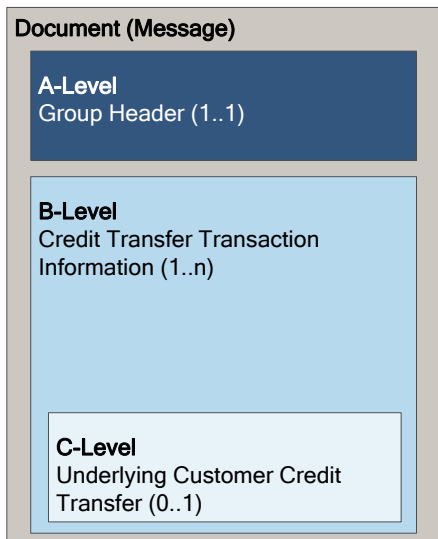 Document (Message)
A-Level
Group Header (1..1)
B-Level
Credit Transfer Transaction
Information (1..n)
C-Level
Underlying Customer Credit
Transfer (0..1)